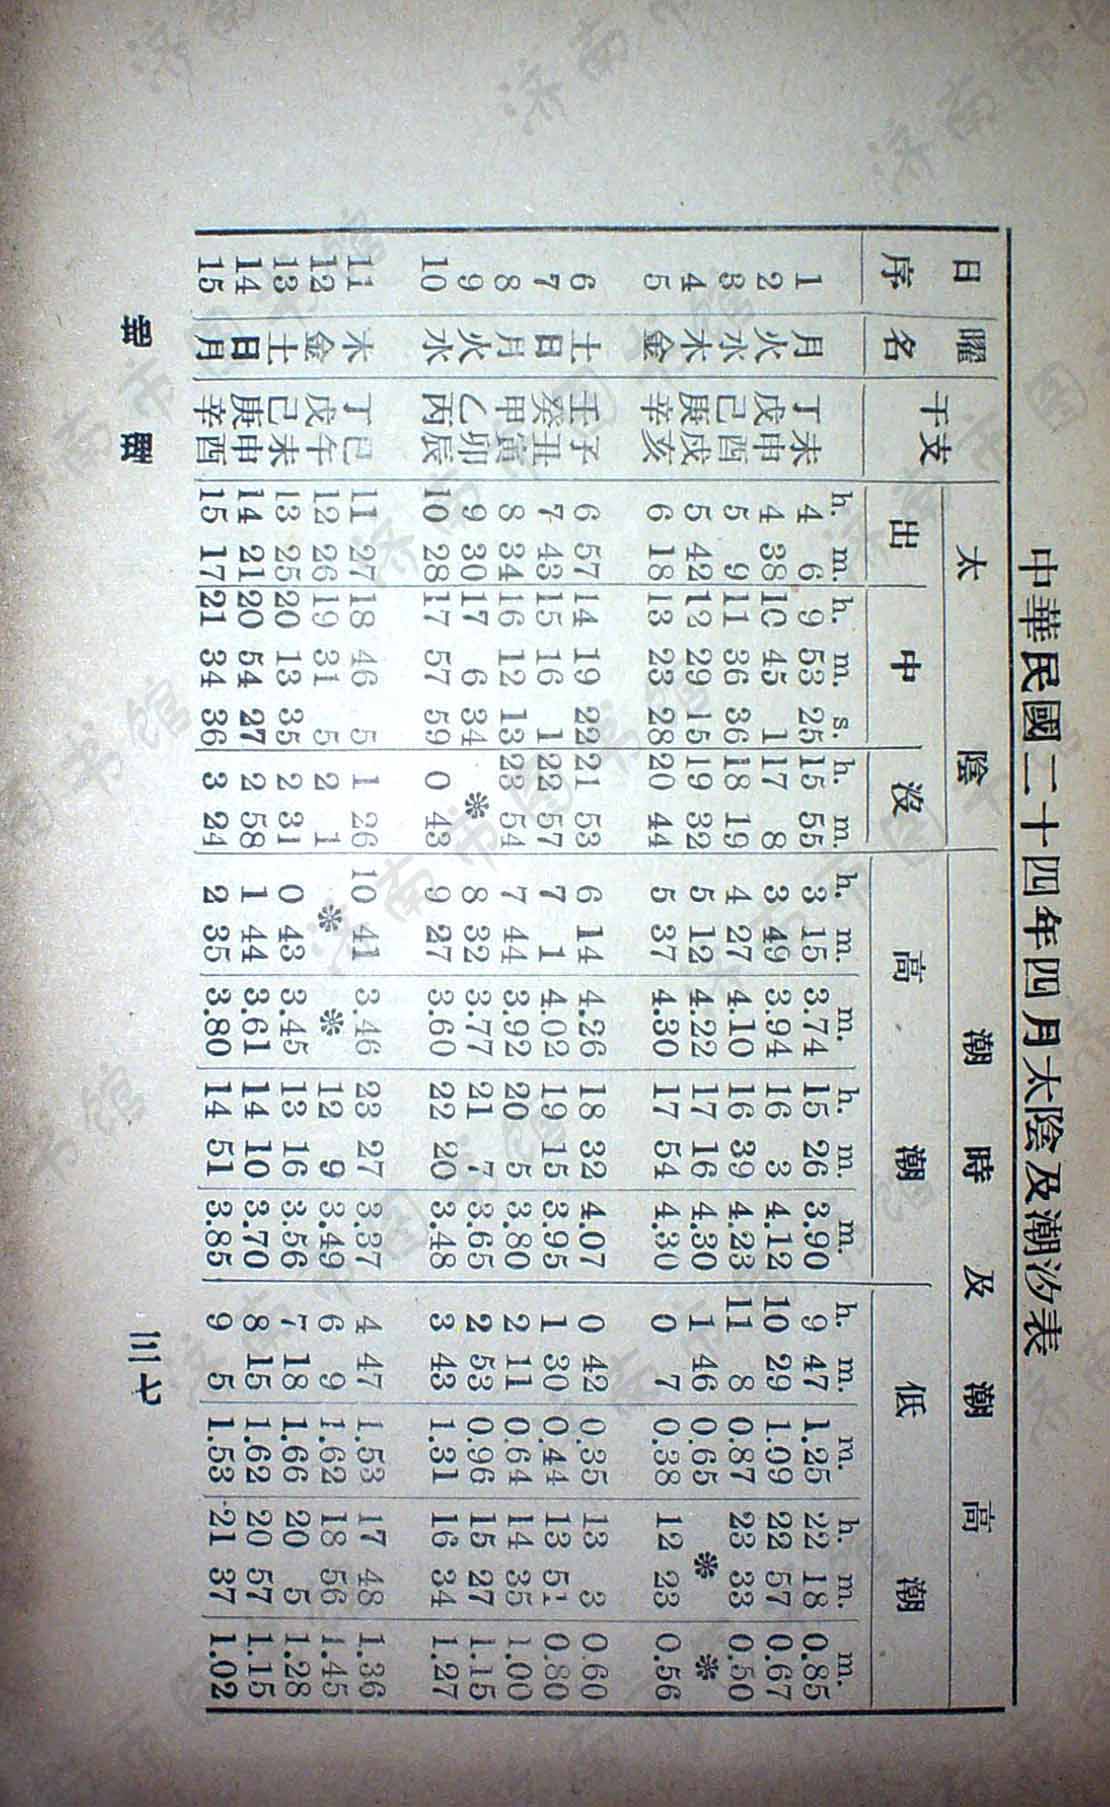 中華民國二十四年四月太陰及潮汐表
日序 曜名 干支 太陰 潮時及潮高
出 中 沒 高潮 低潮
h. m. h. m. s. h. m. h. m. m. h. m. m. h. m. m. h. m. m.
1 月 丁未 4 6 9 53 25 15 55 3 15 3.74 15 26 3.90 9 47 1.25 22 18 0.85
2 火 戊申 4 38 10 45 1 17 8 3 49 3.94 16 3 4.12 10 29 1.09 22 57 0.67
3 水 己酉 5 9 11 36 36 18 19 4 27 4.10 16 39 4.23 11 8 0.87 23 33 0.50
4 木 庚戌 5 42 12 29 15 19 32 5 12 4.22 17 16 4.30 1 46 0.65 ※ ※
5 金 辛亥 6 18 13 23 28 20 44 5 37 4.30 17 54 4.30 0 7 0.38 12 23 0.56
6 土 壬子 6 57 14 19 22 21 53 6 14 4.26 18 32 4.07 0 42 0.35 13 3 0.60
7 日 癸丑 7 43 15 16 1 22 57 7 1 4.02 19 15 3.95 1 30 0.44 13 51 0.80
8 月 甲寅 8 34 16 12 13 23 54 7 44 3.92 20 5 3.80 2 11 0.64 14 35 1.00
9 火 乙卯 9 30 17 6 34 ※ 8 32 3.77 21 7 3.65 2 53 0.96 15 27 1.15
10 水 丙辰 10 28 17 57 59 0 43 9 27 3.60 22 20 3.48 3 43 1.31 16 34 1.27
11 木 丁巳 11 27 18 46 5 1 26 10 41 3.46 23 27 3.37 4 47 1.53 17 48 1.36
12 金 戊午 12 26 19 31 5 2 1 ※ ※ 12 9 3.49 6 9 1.62 18 56 1.45
13 土 己未 13 25 20 13 35 2 31 0 43 3.45 13 16 3.56 7 18 1.66 20 5 1.28
14 日 庚申 14 21 20 54 27 2 58 1 44 3.61 14 10 3.70 8 15 1.62 20 57 1.15
15 月 辛酉 15 17 21 34 36 3 24 2 35 3.80 14 51 3.85 9 5 1.53 21 37 1.02
地理
三七